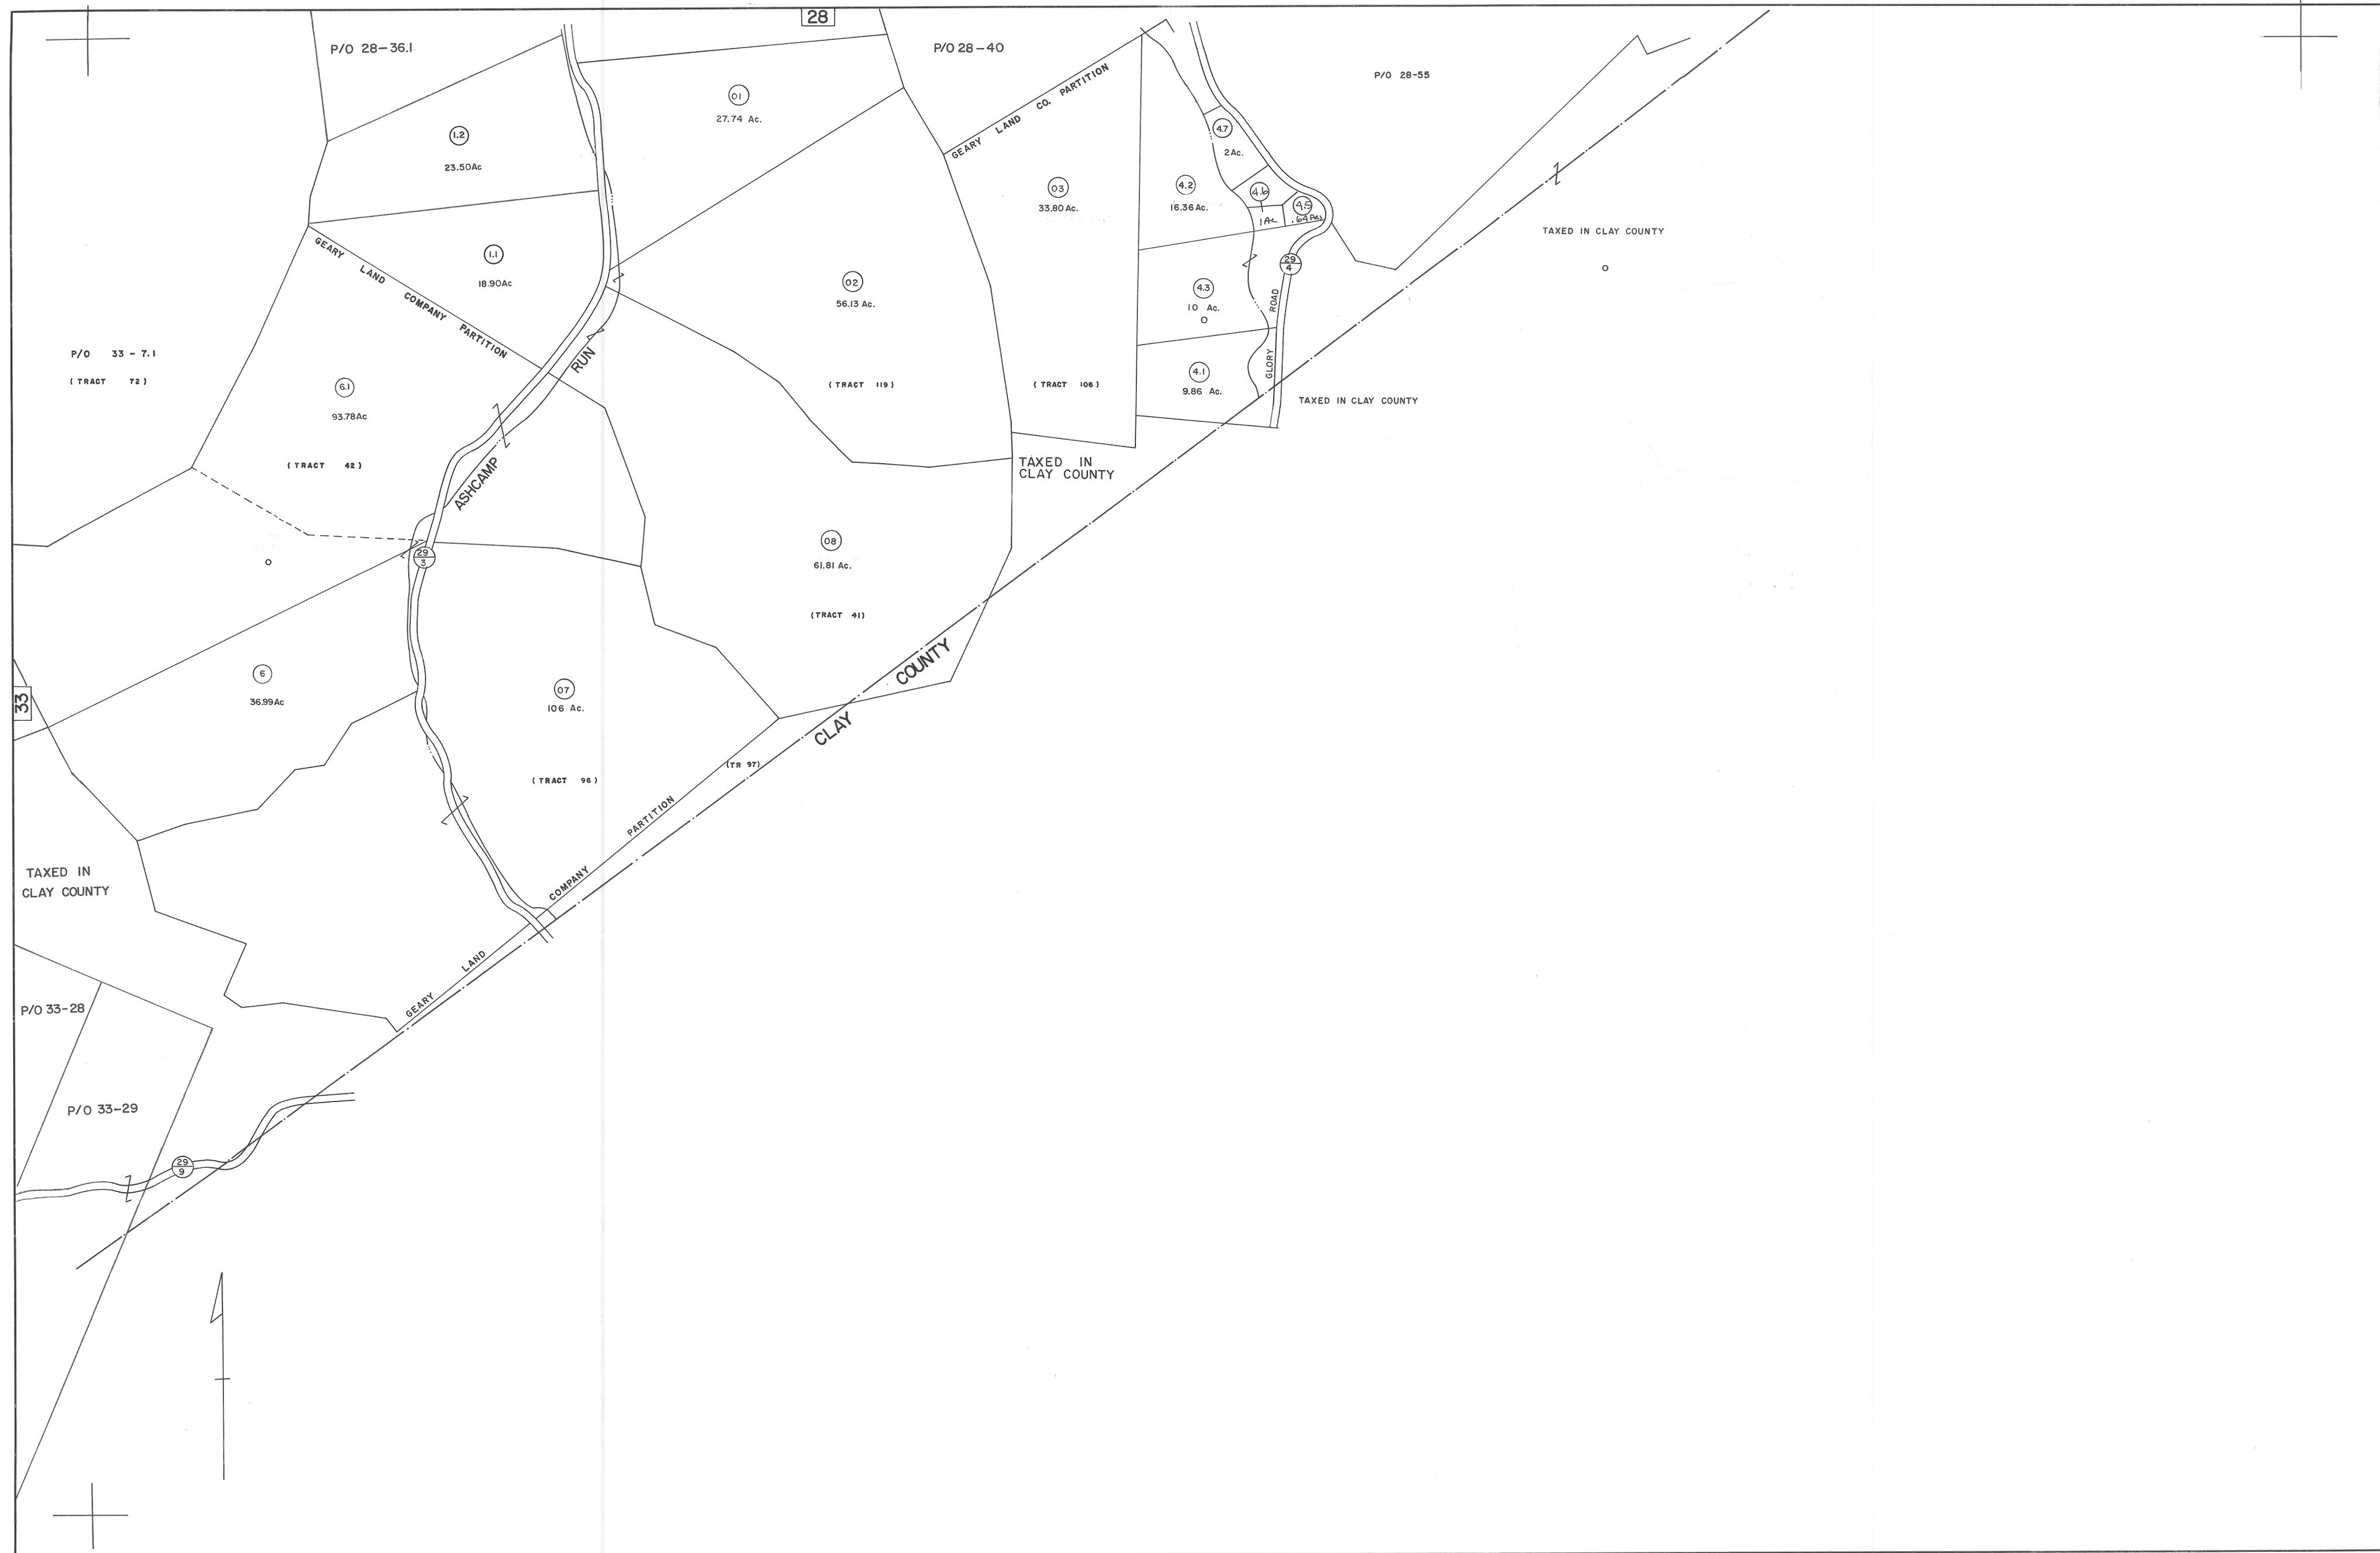 28
P/O 28-36.1
P/O 28-40
P/O 28-55
GEARY LAND CO. PARTITION
01
27.74 Ac.
1.2
23.50Ac
4.7
2Ac.
03
33.80 Ac.
4.2
16.36Ac.
4.6
1Ac
4.5
.64Acs
TAXED IN CLAY COUNTY
GEARY LAND COMPANY PARTITION
1.1
18.90Ac
02
56.13 Ac.
29
4
4.3
10 Ac.
GLORY ROAD
P/O 33-7.1
(TRACT 72)
6.1
93.78Ac
(TRACT 42)
ASHCAMP RUN
(TRACT 119)
(TRACT 106)
4.1
9.86 Ac.
TAXED IN CLAY COUNTY
TAXED IN
CLAY COUNTY
29
3
08
61.81 Ac.
(TRACT 41)
33
6
36.99Ac
07
106 Ac.
(TRACT 96)
CLAY COUNTY
(TR 97)
GEARY LAND COMPANY PARTITION
TAXED IN
CLAY COUNTY
P/O 33-28
P/O 33-29
29
9